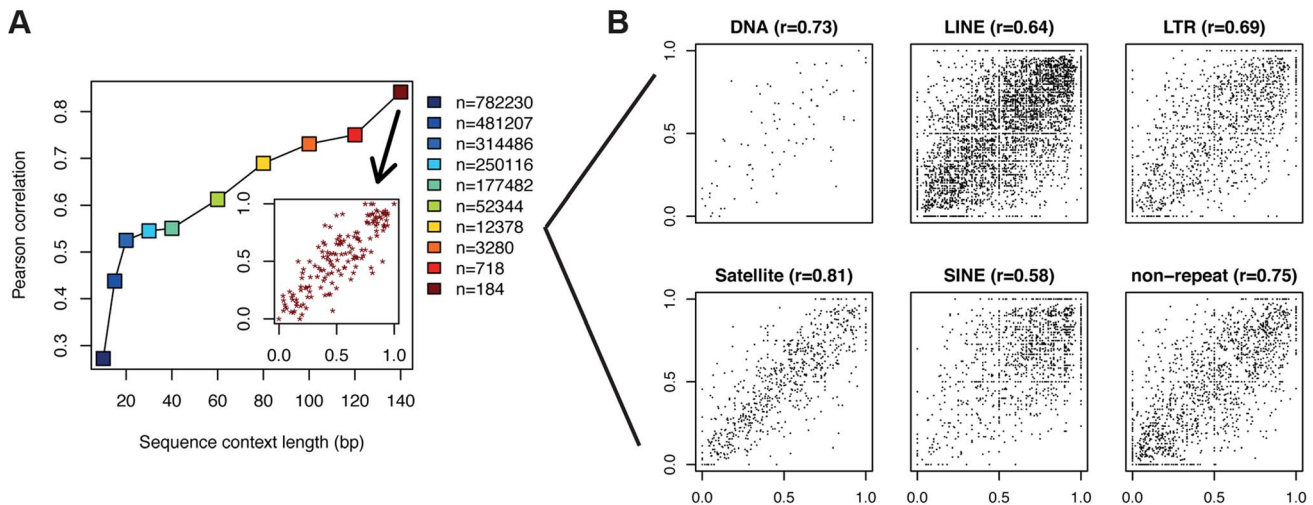 A
B
Pearson correlation
0.3
0.4
0.5
0.6
0.7
0.8
20 40 60 80 100 120 140
Sequence context length (bp)
0.0
0.5
1.0
0.0 0.5 1.0
n=782230
n=481207
n=314486
n=250116
n=177482
n=52344
n=12378
n=3280
n=718
n=184
DNA (r=0.73)
LINE (r=0.64)
LTR (r=0.69)
1.0
0.5
0.0
Satellite (r=0.81)
SINE (r=0.58)
non−repeat (r=0.75)
1.0
0.5
0.0
0.0 0.5 1.0
0.0 0.5 1.0
0.0 0.5 1.0